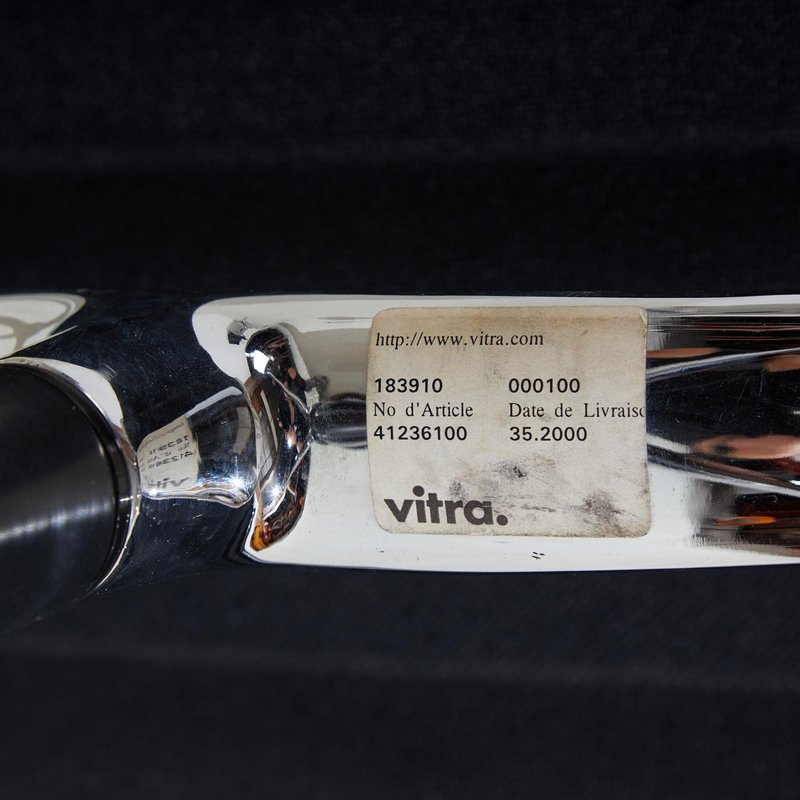 http://www.vitra.com
183910 000100
No d'Article Date de Livraiso
41236100 35.2000
vitra.